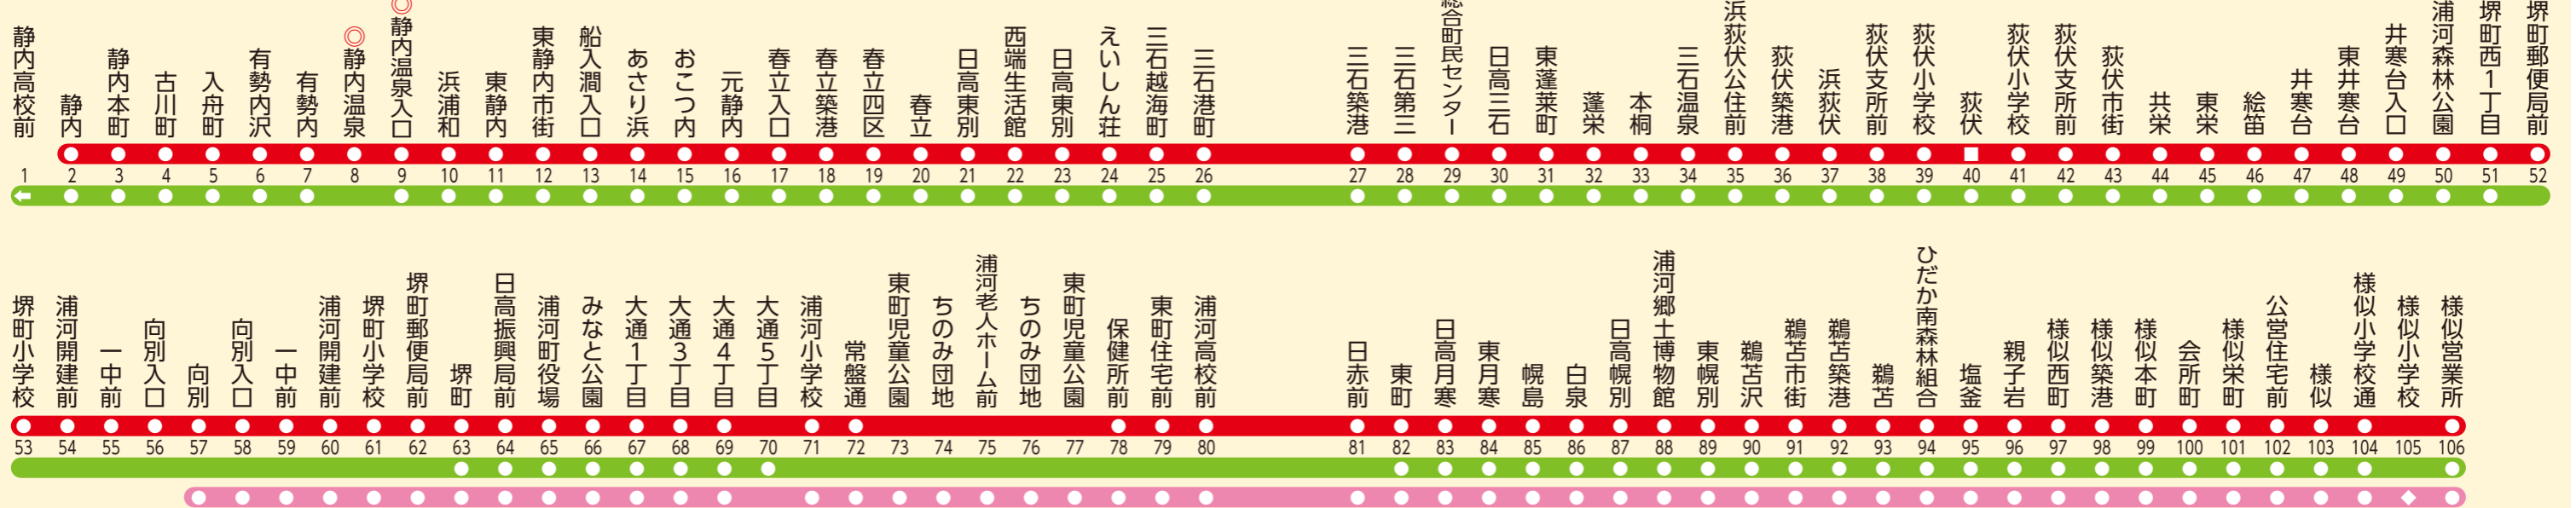 静内高校前
静内
静内本町
古川町
入舟町
有勢内沢
有勢内
◎静内温泉
◎静内温泉入口
浜浦和
東静内
東静内市街
船入澗入口
あさり浜
おこつ内
元静内
春立入口
春立築港
春立四区
春立
日高東別
西端生活館
日高東別
えいしん荘
三石越海町
三石港町
三石築港
三石第三
総合町民センター
日高三石
東蓬莱町
蓬栄
本桐
三石温泉
浜荻伏公住前
荻伏築港
浜荻伏
荻伏支所前
荻伏小学校
荻伏
荻伏小学校
荻伏支所前
荻伏市街
共栄
東栄
絵笛
井寒台
東井寒台
井寒台入口
浦河森林公園
堺町西1丁目
堺町郵便局前
1 2 3 4 5 6 7 8 9 10 11 12 13 14 15 16 17 18 19 20 21 22 23 24 25 26 27 28 29 30 31 32 33 34 35 36 37 38 39 40 41 42 43 44 45 46 47 48 49 50 51 52
堺町小学校
浦河開建前
一中前
向別入口
向別
向別入口
一中前
浦河開建前
堺町小学校
堺町郵便局前
堺町
日高振興局前
浦河町役場
みなと公園
大通1丁目
大通3丁目
大通4丁目
大通5丁目
浦河小学校
常盤通
東町児童公園
ちのみ団地
浦河老人ホーム前
ちのみ団地
東町児童公園
保健所前
東町住宅前
浦河高校前
日赤前
東町
日高月寒
東月寒
幌島
白泉
日高幌別
浦河郷土博物館
東幌別
鵜苫沢
鵜苫市街
鵜苫築港
鵜苫
ひだか南森林組合
塩釜
親子岩
様似西町
様似築港
様似本町
会所町
様似栄町
公営住宅前
様似
様似小学校通
様似小学校
様似営業所
53 54 55 56 57 58 59 60 61 62 63 64 65 66 67 68 69 70 71 72 73 74 75 76 77 78 79 80 81 82 83 84 85 86 87 88 89 90 91 92 93 94 95 96 97 98 99 100 101 102 103 104 105 106